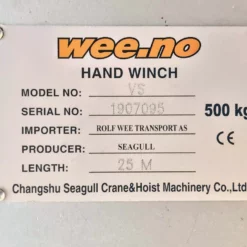 wee.no
HAND WINCH
MODEL NO: VS
SERIAL NO: 1907095 500 kg
IMPORTER: ROLF WEE TRANSPORT AS
PRODUCER: SEAGULL
LENGTH: 25 M
Changshu Seagull Crane&Hoist Machinery Co.,Ltd